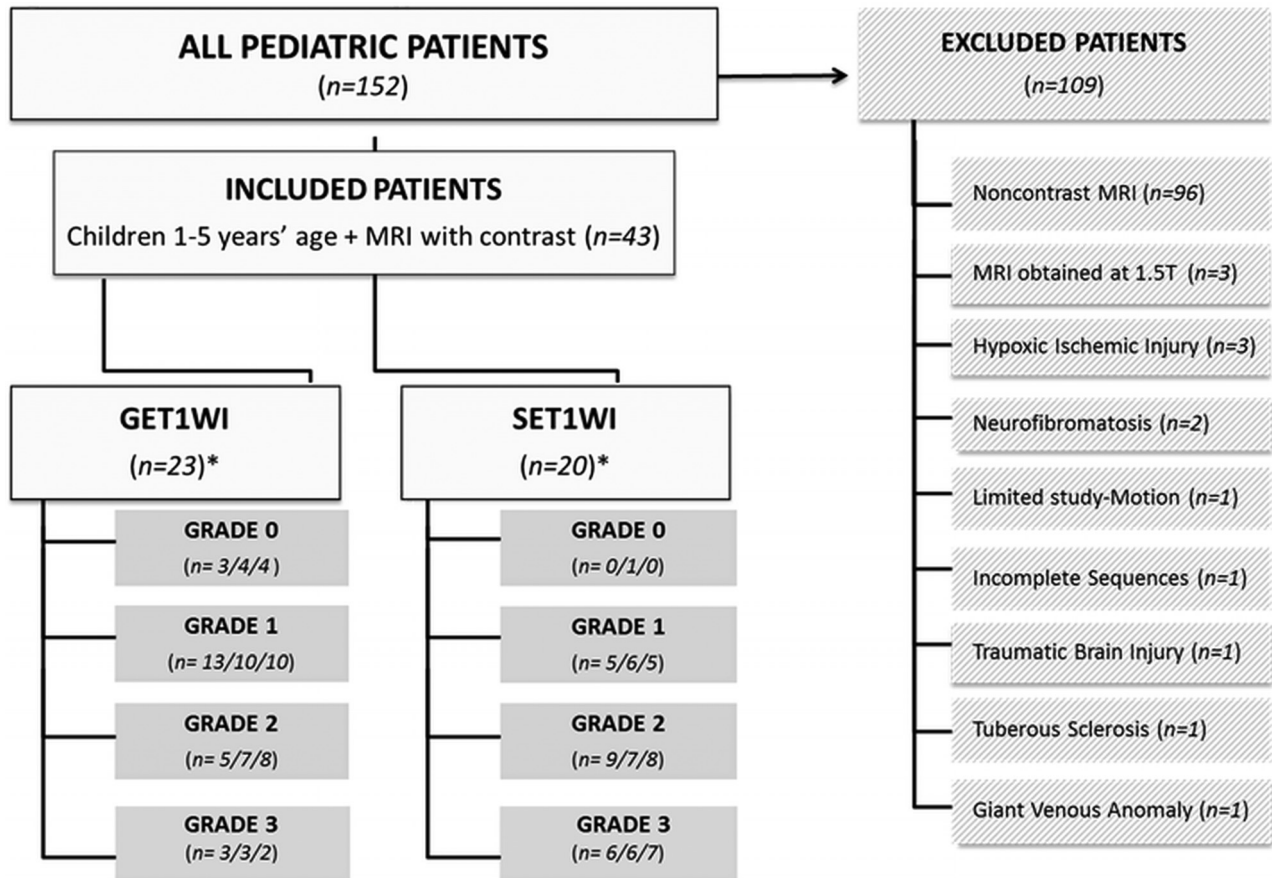 ALL PEDIATRIC PATIENTS
(n=152)
EXCLUDED PATIENTS
(n=109)
INCLUDED PATIENTS
Children 1-5 years’ age + MRI with contrast (n=43)
GET1WI
(n=23)*
GRADE 0
(n= 3/4/4 )
GRADE 1
(n= 13/10/10)
GRADE 2
(n= 5/7/8)
GRADE 3
(n= 3/3/2)
SET1WI
(n=20)*
GRADE 0
(n= 0/1/0)
GRADE 1
(n= 5/6/5)
GRADE 2
(n= 9/7/8)
GRADE 3
(n= 6/6/7)
Noncontrast MRI (n=96)
MRI obtained at 1.5T (n=3)
Hypoxic Ischemic Injury (n=3)
Neurofibromatosis (n=2)
Limited study-Motion (n=1)
Incomplete Sequences (n=1)
Traumatic Brain Injury (n=1)
Tuberous Sclerosis (n=1)
Giant Venous Anomaly (n=1)